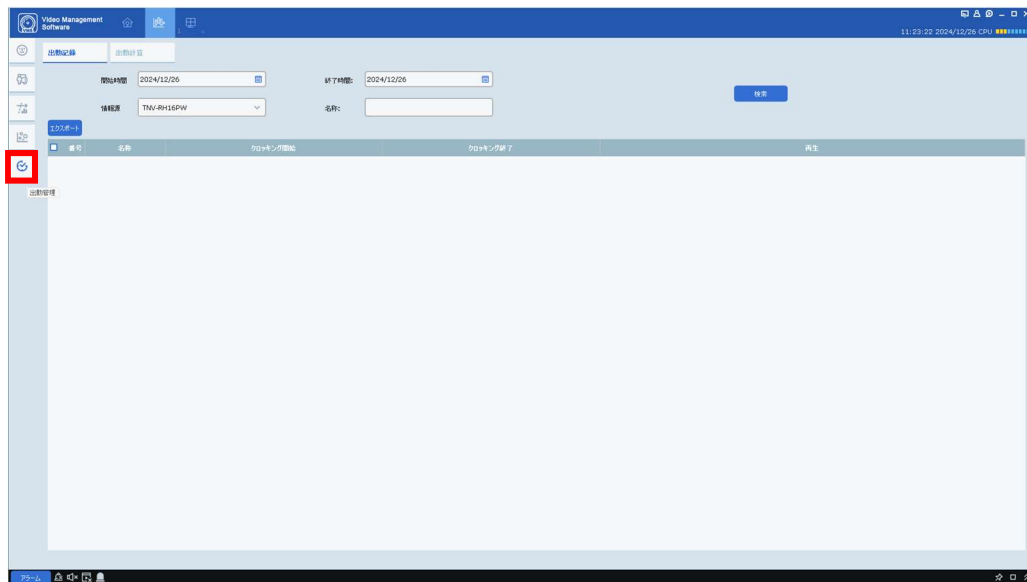 Video Management
Software
11:23:22 2024/12/26 CPU
出勤記録
出勤計算
開始時間 2024/12/26
終了時間: 2024/12/26
情報源 TNV-RH16PW
名称:
検索
エクスポート
番号 名称 クロッキング開始 クロッキング終了 再生
出勤管理
アラーム